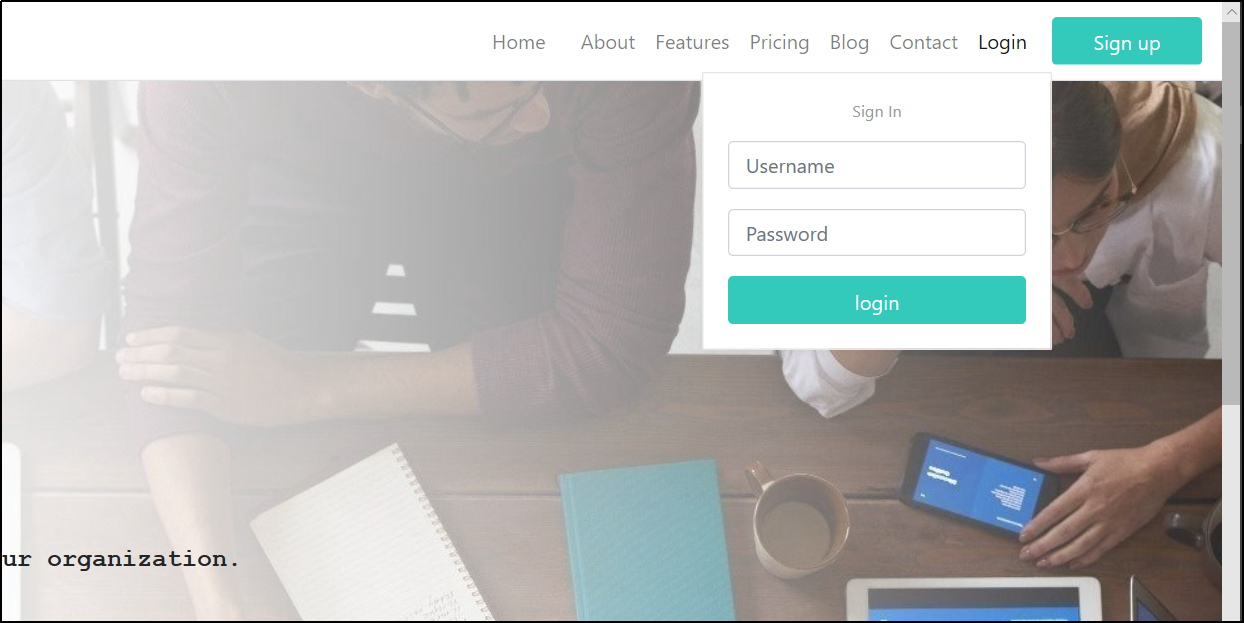 Home About Features Pricing Blog Contact Login Sign up
Sign In
Username
Password
login
ur organization.